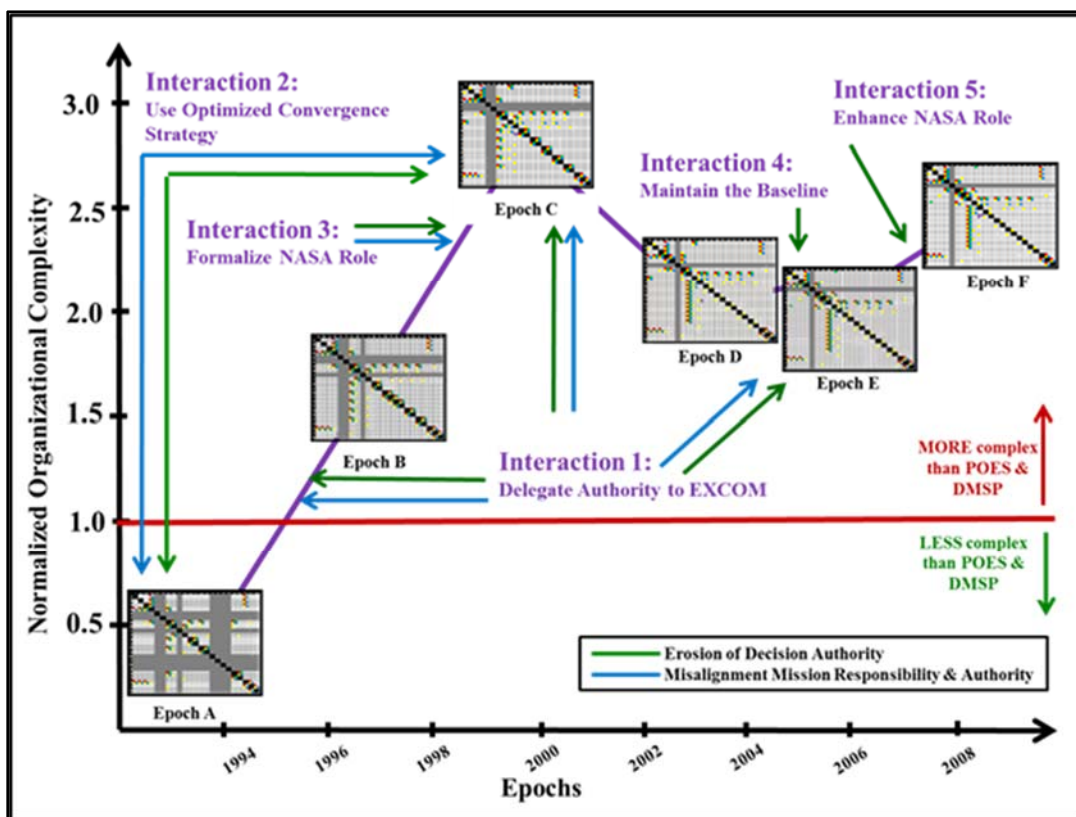 Normalized Organizational Complexity
3.0
2.5
2.0
1.5
1.0
0.5
Interaction 2:
Use Optimized Convergence
Strategy
Interaction 3:
Formalize NASA Role
Epoch C
Interaction 4:
Maintain the Baseline
Interaction 5:
Enhance NASA Role
Epoch B
Epoch D
Epoch E
Epoch F
Interaction 1:
Delegate Authority to EXCOM
MORE complex
than POES &
DMSP
LESS complex
than POES &
DMSP
Epoch A
Erosion of Decision Authority
Misalignment Mission Responsibility & Authority
1994
1996
1998
2000
2002
2004
2006
2008
Epochs